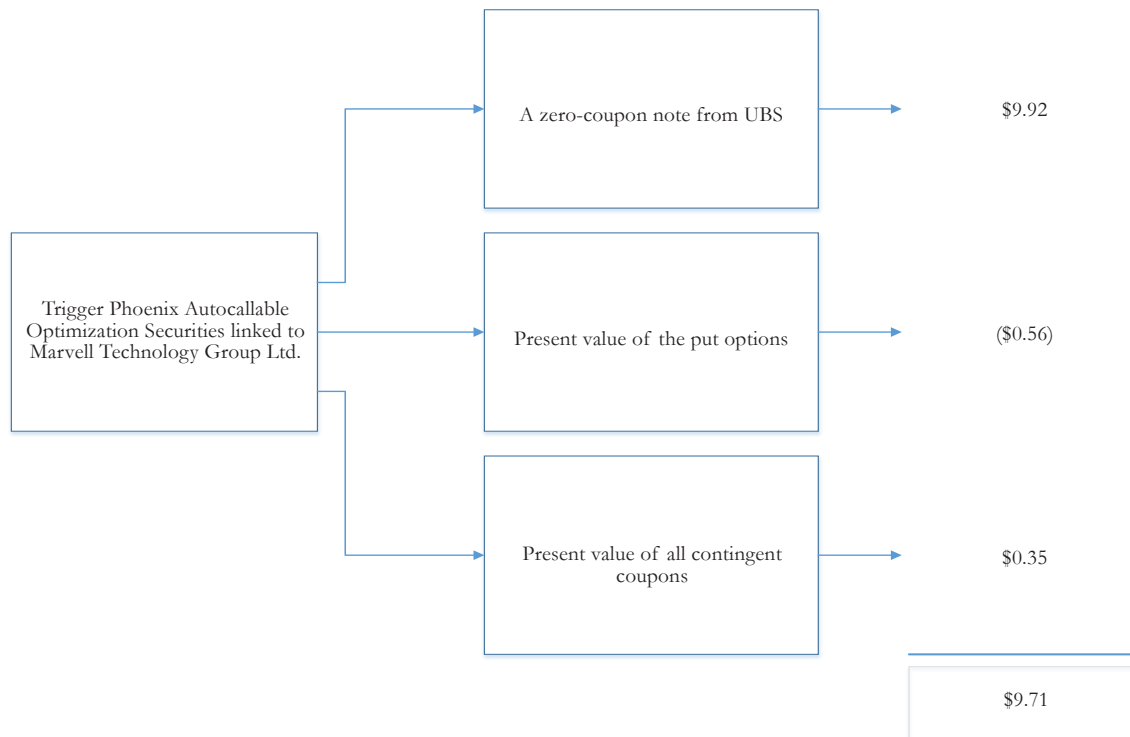 A zero-coupon note from UBS
$9.92
Trigger Phoenix Autocallable
Optimization Securities linked to
Marvell Technology Group Ltd.
Present value of the put options
($0.56)
Present value of all contingent
coupons
$0.35
$9.71